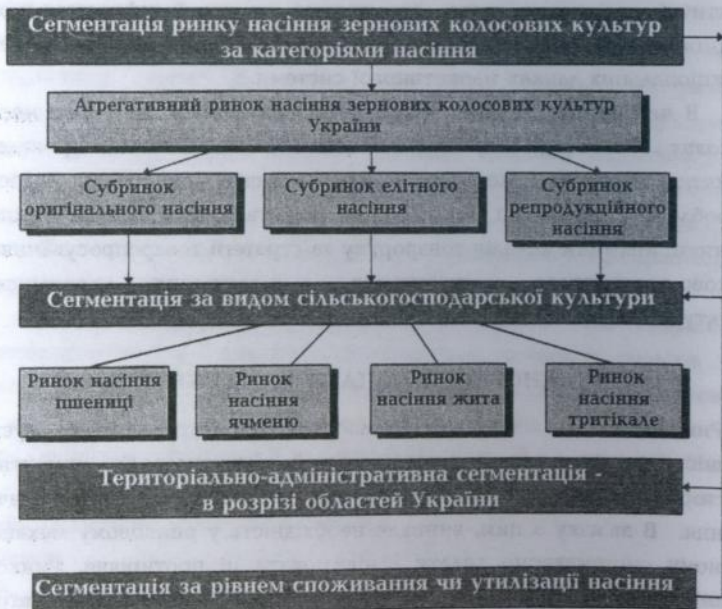 Сегментація ринку насіння зернових колосових культур
за категоріями насіння
Агрегативний ринок насіння зернових колосових культур
України
Субринок
оригінального насіння
Субринок елітного
насіння
Субринок
репродукційного
насіння
Сегментація за видом сільськогосподарської культури
Ринок насіння
пшениці
Ринок
насіння
ячменю
Ринок
насіння жита
Ринок
насіння
тритікале
Територіально-адміністративна сегментація -
в розрізі областей України
Сегментація за рівнем споживання чи утилізації насіння